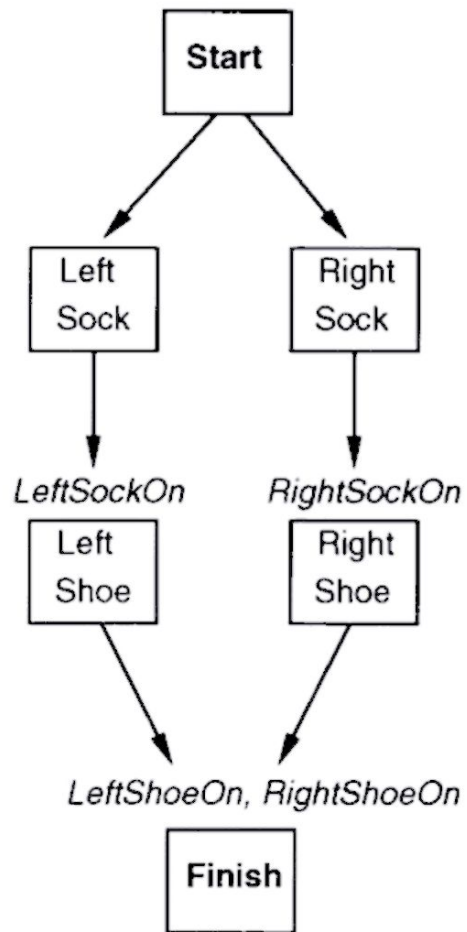 Start
Left
Sock
Right
Sock
LeftSockOn
RightSockOn
Left
Shoe
Right
Shoe
LeftShoeOn, RightShoeOn
Finish